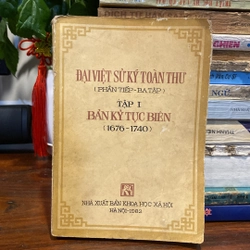 ĐẠI VIỆT SỬ KÝ TOÀN THƯ
(PHẦN TIẾP-BA TẬP)
TẬP I
BẢN KỶ TỤC BIÊN
(1676-1740)
NHÀ XUẤT BẢN KHOA HỌC XÃ HỘI
HÀ NỘI-1982